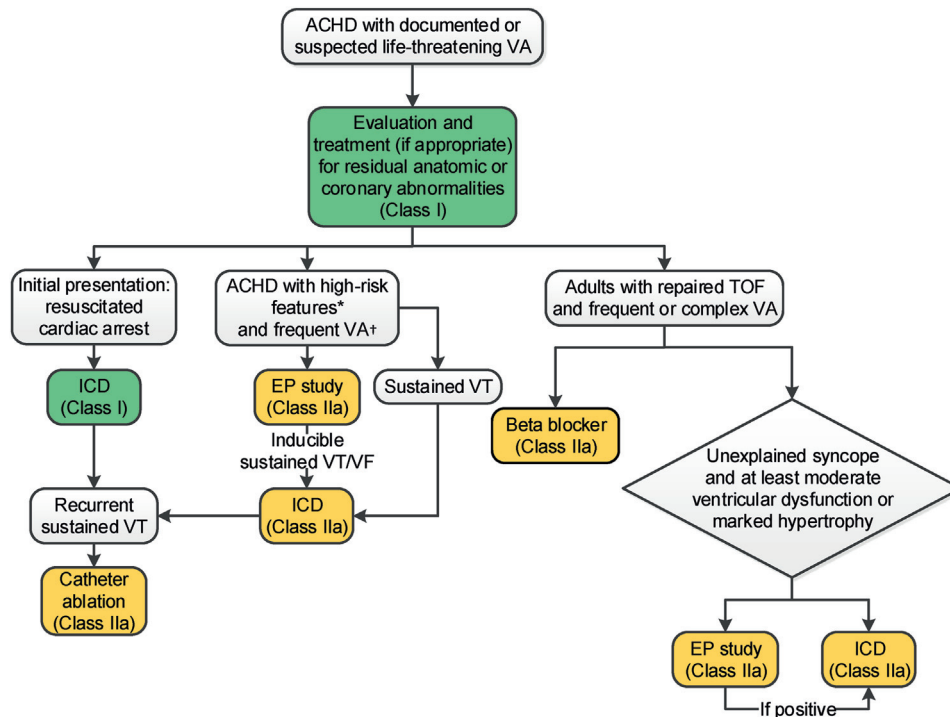 ACHD with documented or
suspected life-threatening VA
Evaluation and
treatment (if appropriate)
for residual anatomic or
coronary abnormalities
(Class I)
Initial presentation:
resuscitated
cardiac arrest
ACHD with high-risk
features*
and frequent VA†
Adults with repaired TOF
and frequent or complex VA
ICD
(Class I)
EP study
(Class IIa)
Sustained VT
Beta blocker
(Class IIa)
Inducible
sustained VT/VF
Unexplained syncope
and at least moderate
ventricular dysfunction or
marked hypertrophy
Recurrent
sustained VT
ICD
(Class IIa)
Catheter
ablation
(Class IIa)
EP study
(Class IIa)
ICD
(Class IIa)
If positive